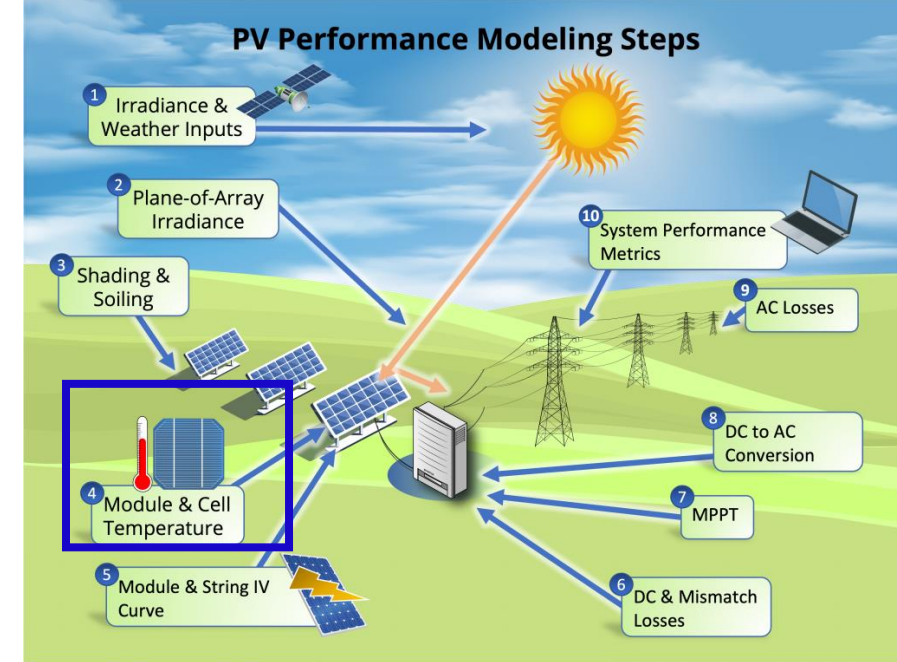 PV Performance Modeling Steps
1
Irradiance &
Weather Inputs
2
Plane-of-Array
Irradiance
3
Shading &
Soiling
4
Module & Cell
Temperature
5
Module & String IV
Curve
6
DC & Mismatch
Losses
7
MPPT
8
DC to AC
Conversion
9
AC Losses
10
System Performance
Metrics